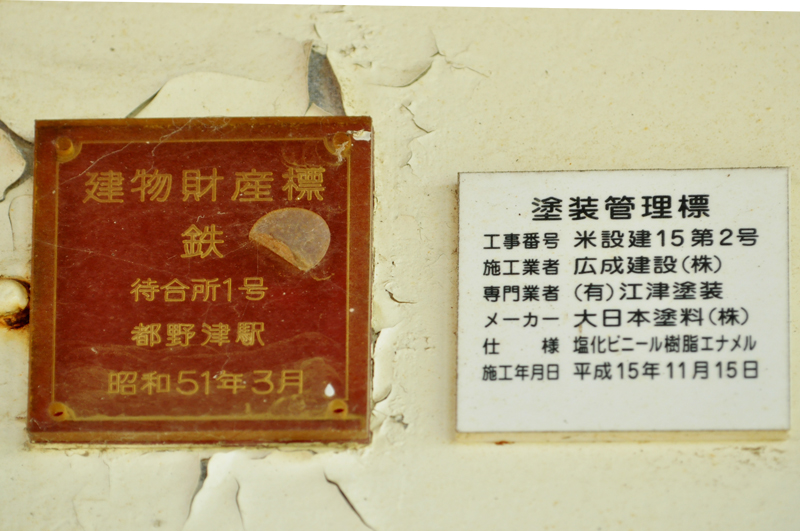 建物財産標
鉄
待合所1号
都野津駅
昭和51年3月
塗装管理標
工事番号 米設建15第2号
施工業者 広成建設(株)
専門業者 (有)江津塗装
メーカー 大日本塗料(株)
仕様 塩化ビニール樹脂エナメル
施工年月日 平成15年11月15日